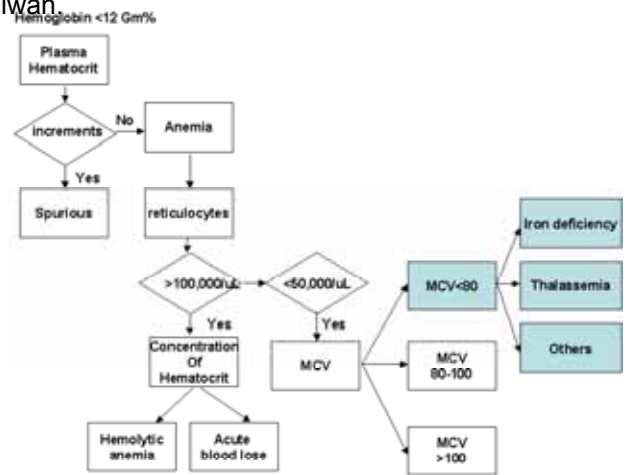 iwan.
Hemoglobin <12 Gm%
Plasma
Hematocrit
increments
No
Anemia
Yes
Spurious
reticulocytes
>100,000/uL
<50,000/uL
Yes
Yes
Concentration
Of
Hematocrit
MCV
Hemolytic
anemia
Acute
blood lose
MCV<80
MCV
80-100
MCV
>100
Iron deficiency
Thalassemia
Others